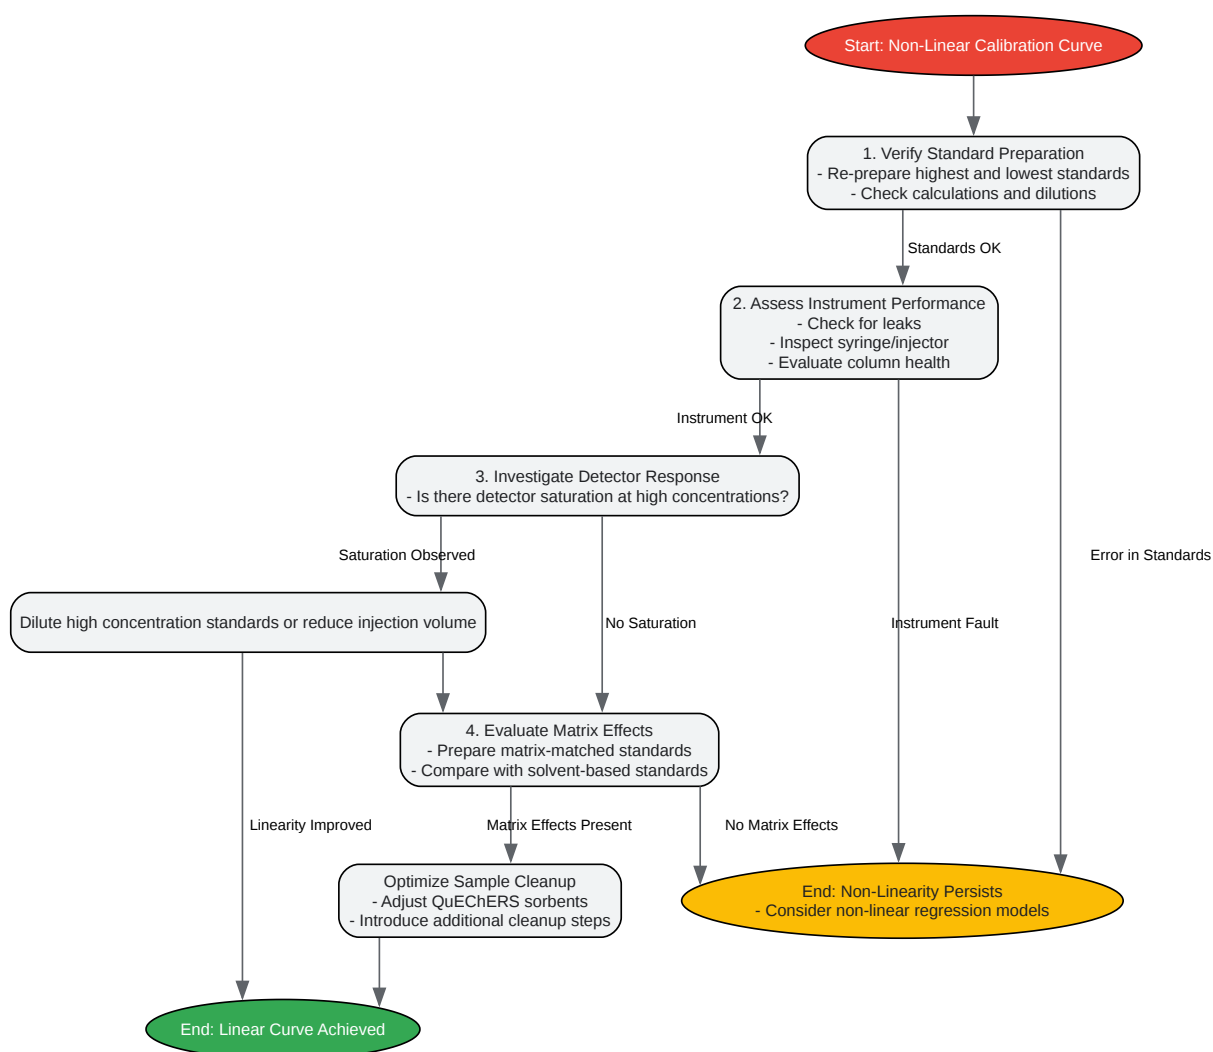 Start: Non-Linear Calibration Curve
1. Verify Standard Preparation
- Re-prepare highest and lowest standards
- Check calculations and dilutions
Standards OK
2. Assess Instrument Performance
- Check for leaks
- Inspect syringe/injector
- Evaluate column health
Instrument OK
3. Investigate Detector Response
- Is there detector saturation at high concentrations?
Saturation Observed
Error in Standards
Dilute high concentration standards or reduce injection volume
No Saturation
Instrument Fault
4. Evaluate Matrix Effects
- Prepare matrix-matched standards
- Compare with solvent-based standards
Linearity Improved
Matrix Effects Present
No Matrix Effects
Optimize Sample Cleanup
- Adjust QuEChERS sorbents
- Introduce additional cleanup steps
End: Non-Linearity Persists
- Consider non-linear regression models
End: Linear Curve Achieved